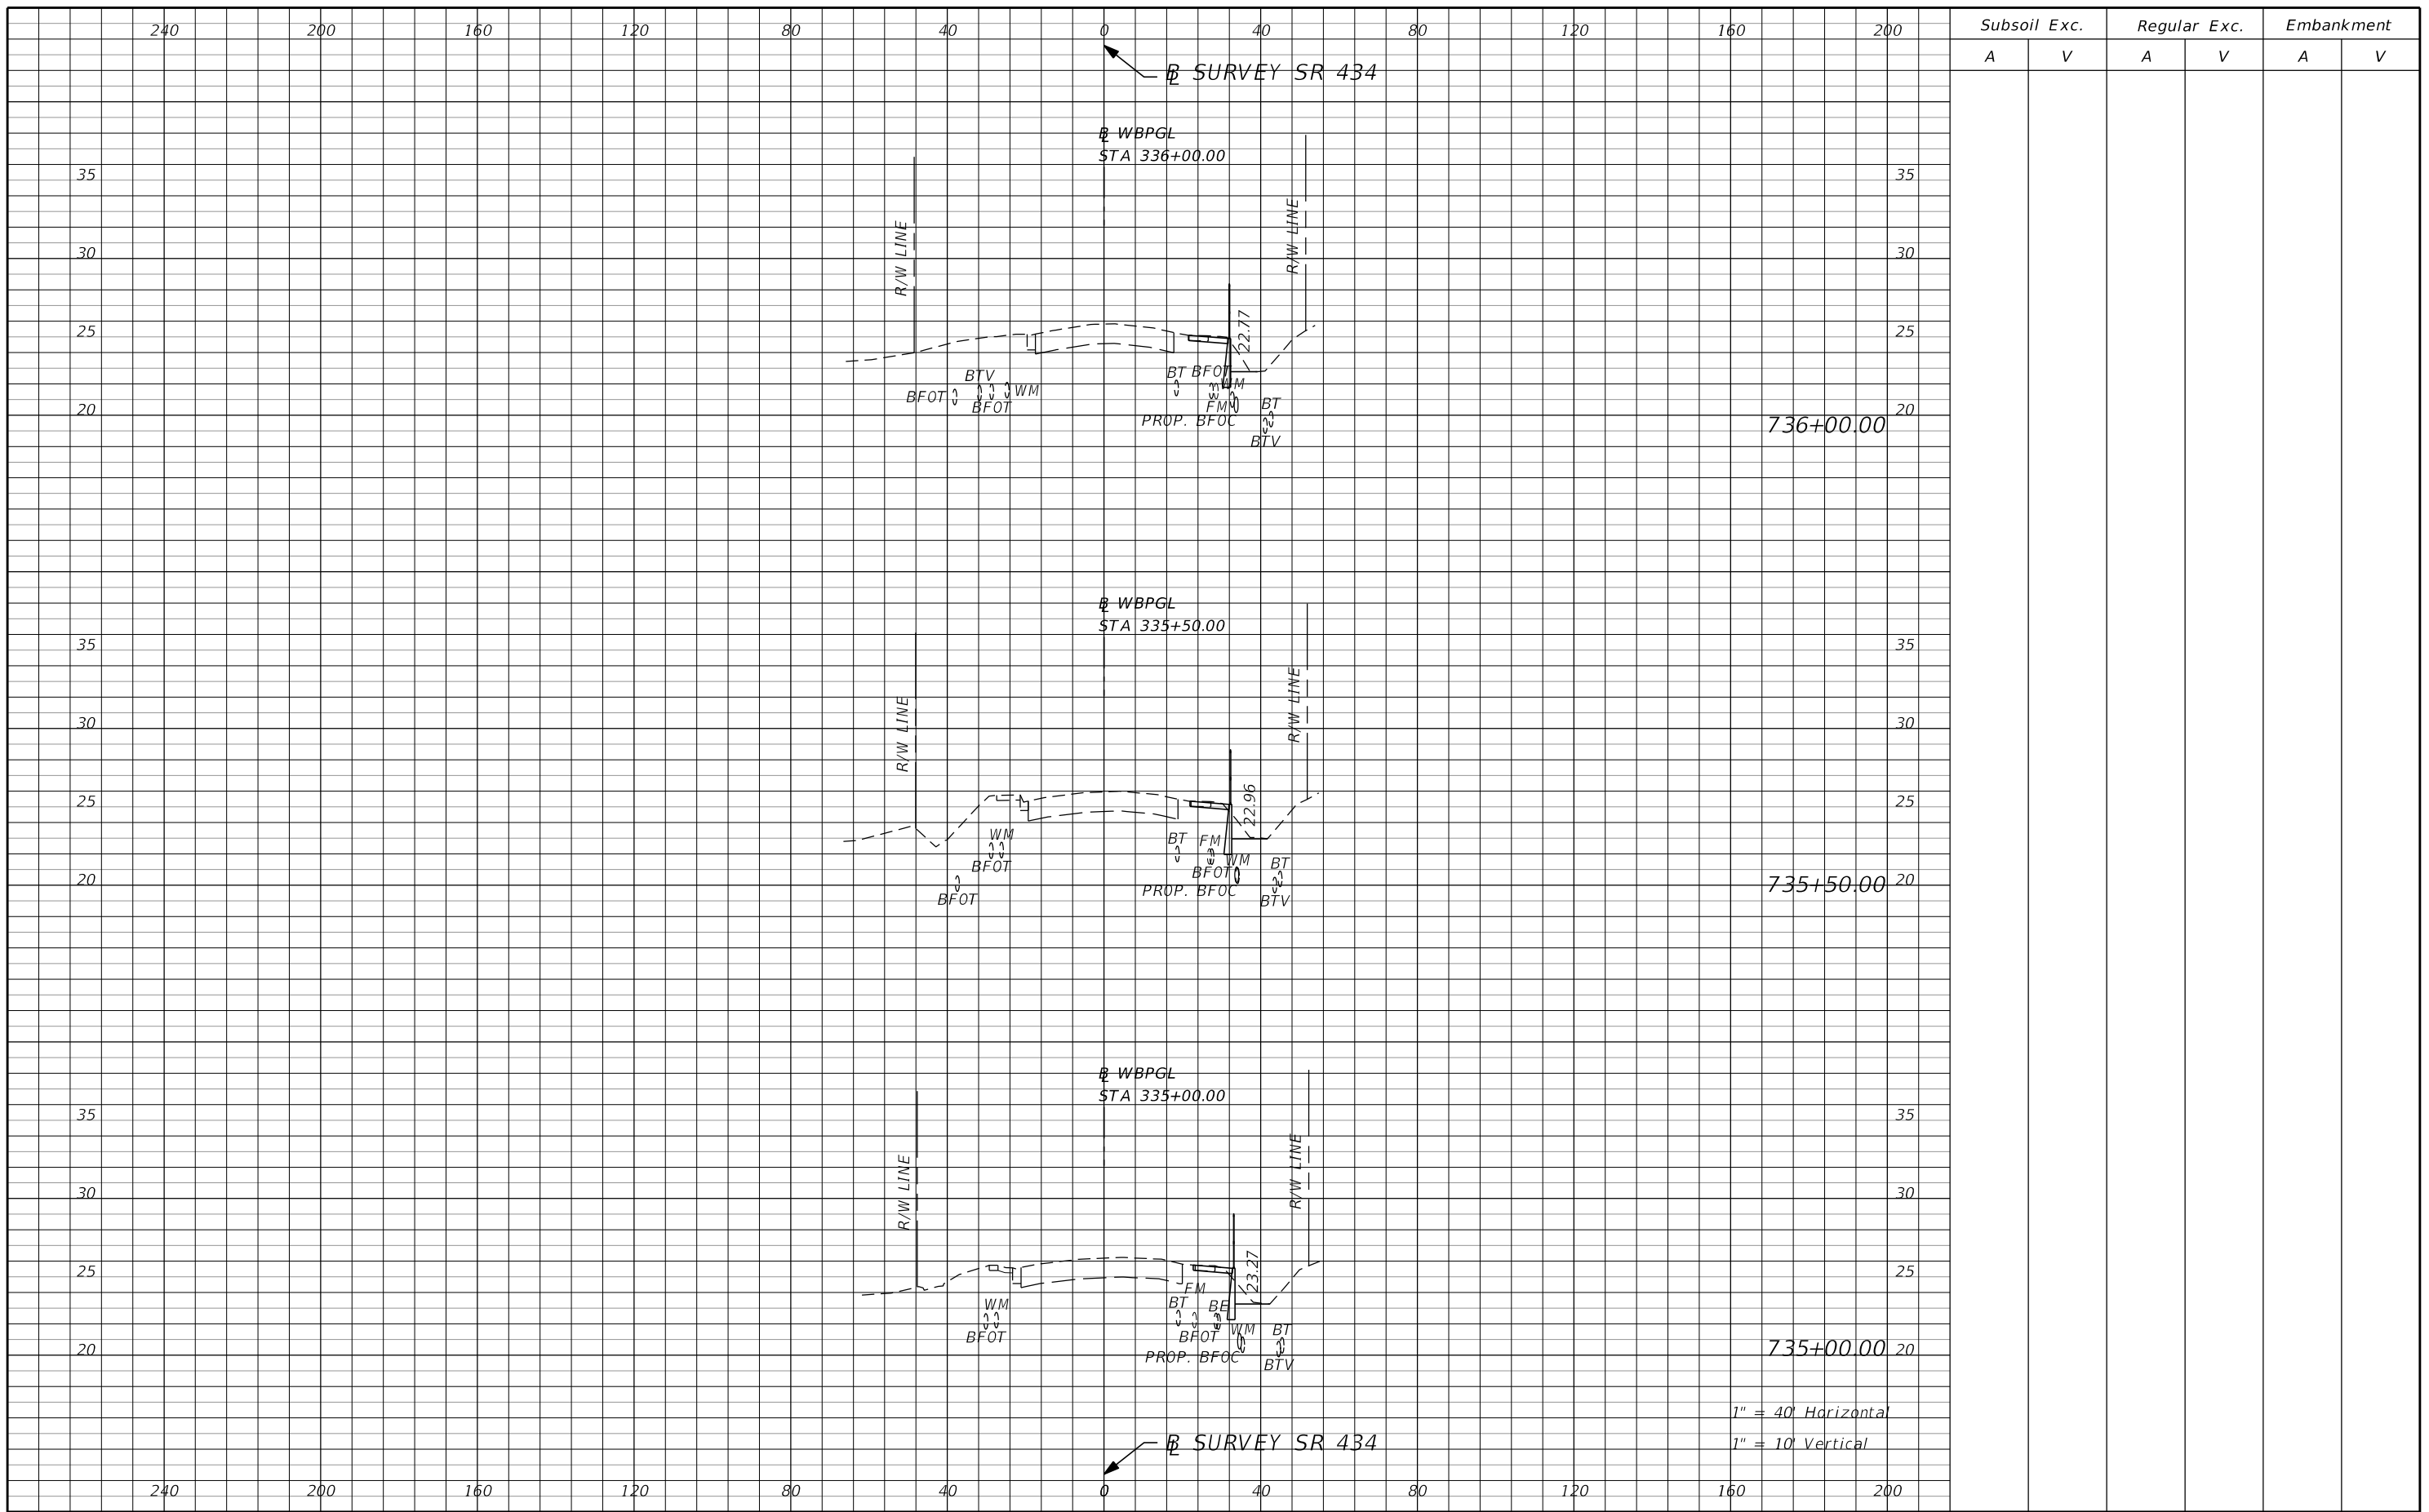 240 200 160 120 80 40 0 40 80 120 160 200
Subsoil Exc. Regular Exc. Embankment
A V A V A V
BL SURVEY SR 434
BL WBPGL
STA 336+00.00
35 35
R/W LINE R/W LINE
30 30
25 22.77 25
BTV BT BFOT
BFOT BFOT WM WM
FM BT
20 PROP. BFOC 20
736+00.00
BTV
BL WBPGL
STA 335+50.00
35 35
R/W LINE R/W LINE
30 30
25 22.96 25
WM BT FM
BFOT BFOT WM BT
20 PROP. BFOC 735+50.00 20
BFOT BTV
BL WBPGL
STA 335+00.00
35 35
R/W LINE R/W LINE
30 30
25 23.27 25
FM
WM BT BE
BFOT BFOT WM BT
20 PROP. BFOC 735+00.00 20
BTV
1" = 40' Horizontal
1" = 10' Vertical
BL SURVEY SR 434
240 200 160 120 80 40 0 40 80 120 160 200